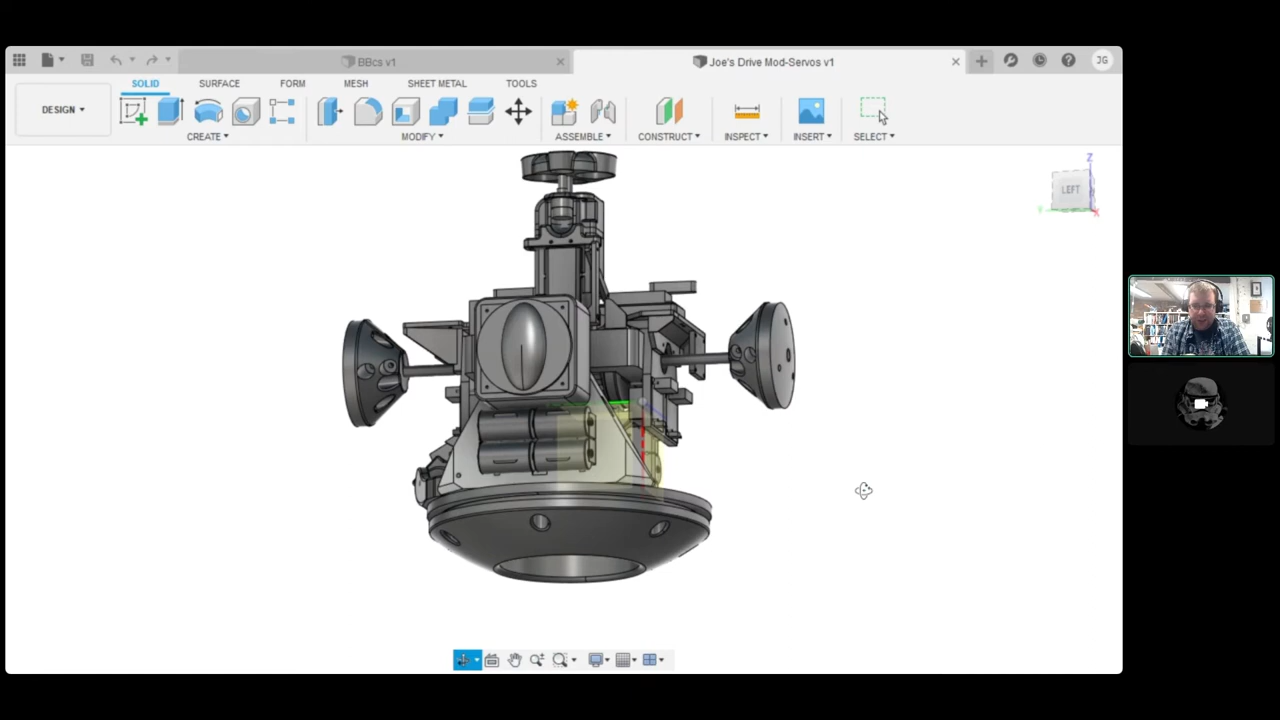 BBcs v1
Joe's Drive Mod-Servos v1
JG
SOLID SURFACE FORM MESH SHEET METAL TOOLS
DESIGN
CREATE MODIFY ASSEMBLE CONSTRUCT INSPECT INSERT SELECT
Z
LEFT
Y
X